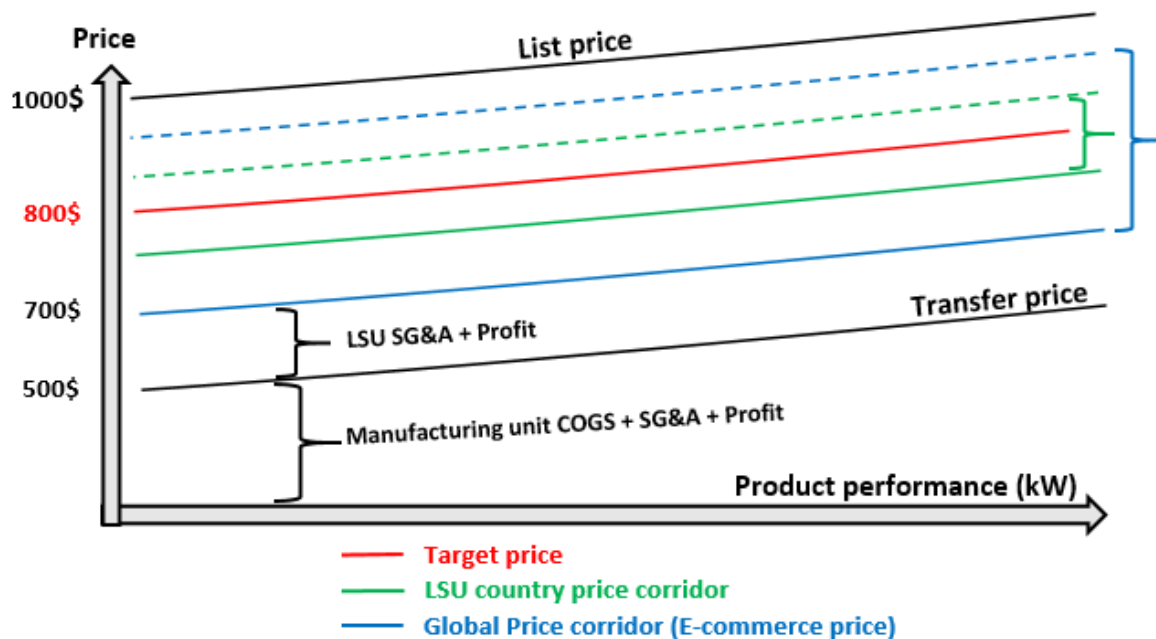 Price
List price
1000$
800$
700$
Transfer price
LSU SG&A + Profit
500$
Manufacturing unit COGS + SG&A + Profit
Product performance (kW)
Target price
LSU country price corridor
Global Price corridor (E-commerce price)